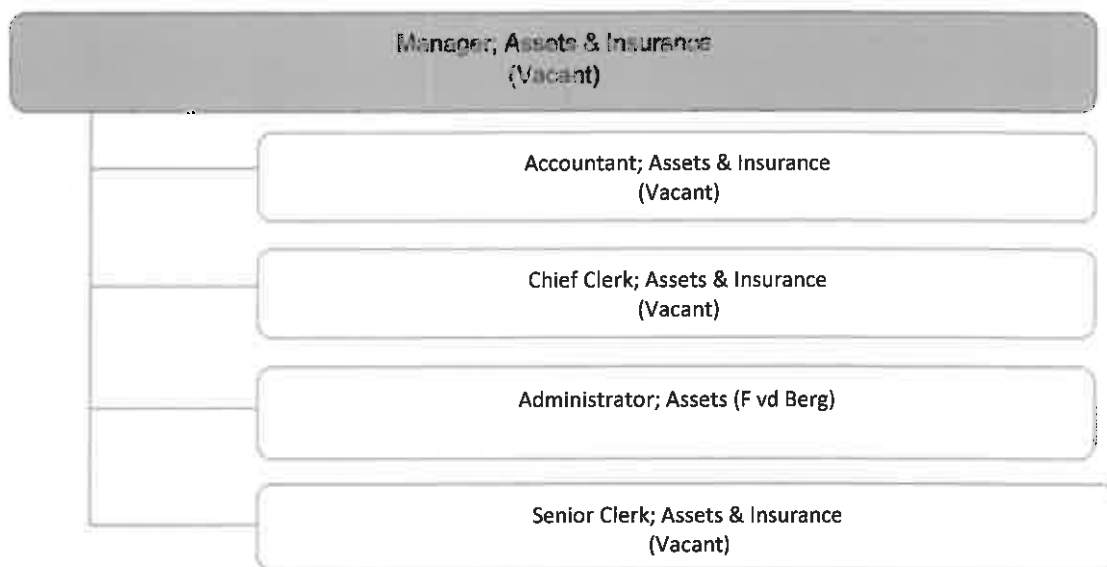 Manager; Assets & Insurance
(Vacant)
Accountant; Assets & Insurance
(Vacant)
Chief Clerk; Assets & Insurance
(Vacant)
Administrator; Assets (F vd Berg)
Senior Clerk; Assets & Insurance
(Vacant)